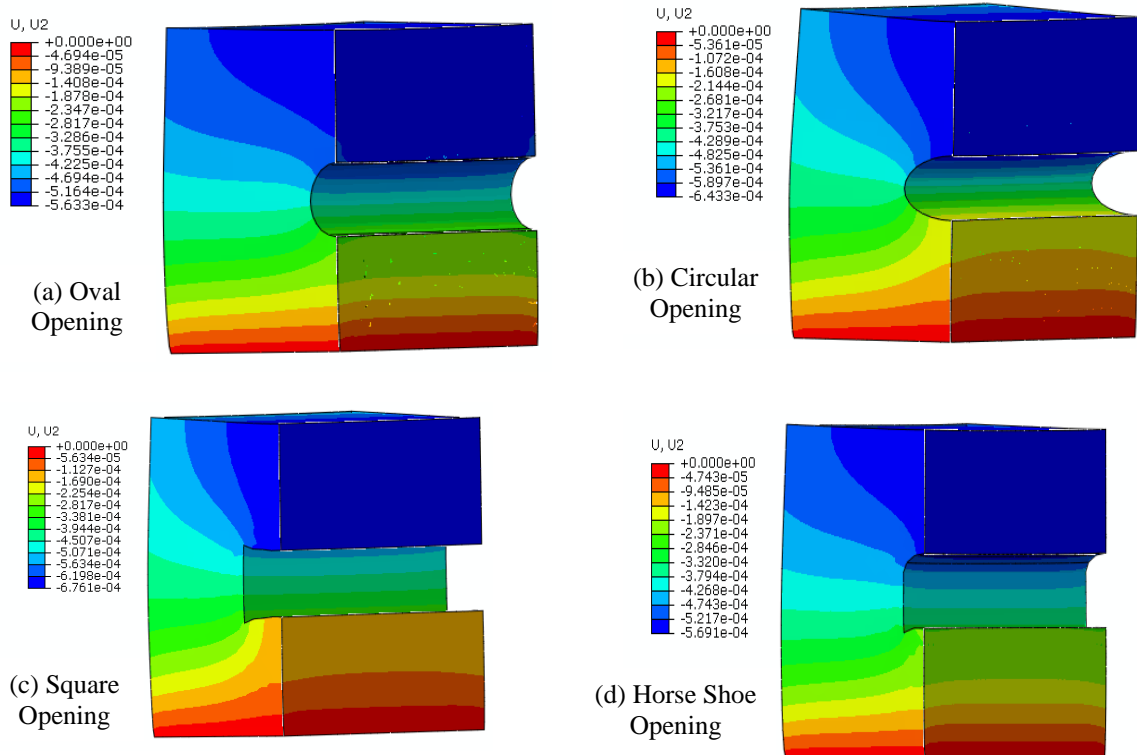 U, U2
+0.000e+00
-4.694e-05
-9.389e-05
-1.408e-04
-1.878e-04
-2.347e-04
-2.817e-04
-3.286e-04
-3.755e-04
-4.225e-04
-4.694e-04
-5.164e-04
-5.633e-04
(a) Oval
Opening
U, U2
+0.000e+00
-5.361e-05
-1.072e-04
-1.608e-04
-2.144e-04
-2.681e-04
-3.217e-04
-3.753e-04
-4.289e-04
-4.825e-04
-5.361e-04
-5.897e-04
-6.433e-04
(b) Circular
Opening
U, U2
+0.000e+00
-5.634e-05
-1.127e-04
-1.690e-04
-2.254e-04
-2.817e-04
-3.381e-04
-3.944e-04
-4.507e-04
-5.071e-04
-5.634e-04
-6.198e-04
-6.761e-04
(c) Square
Opening
U, U2
+0.000e+00
-4.743e-05
-9.485e-05
-1.423e-04
-1.897e-04
-2.371e-04
-2.846e-04
-3.320e-04
-3.794e-04
-4.268e-04
-4.743e-04
-5.217e-04
-5.691e-04
(d) Horse Shoe
Opening